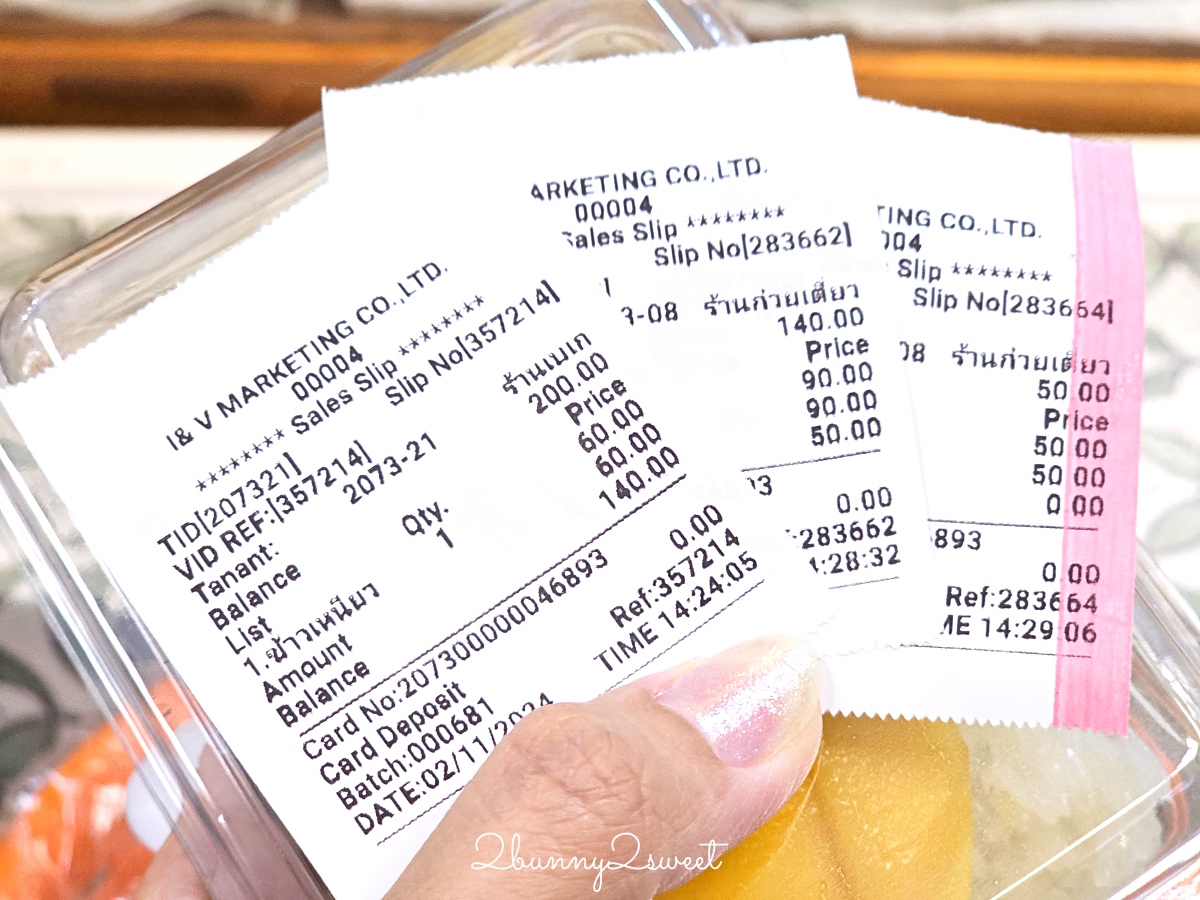 I& V MARKETING CO.,LTD.
00004
******* Sales Slip ********
Slip No[357214]
TID[207321]
VID REF:[357214]
Tanant: 2073-21 ร้านเบเก
Balance 200.00
List Qty. Price
1.ข้าวเหนียว 1 60.00
Amount 60.00
Balance 140.00
Card No:2073000000046893
Card Deposit 0.00
Batch:000681 Ref:357214
DATE:02/11/2024 TIME 14:24:05
ARKETING CO.,LTD.
00004
Sales Slip ********
Slip No[283662]
-08 ร้านก๋วยเตี๋ยว
140.00
Price
90.00
90.00
50.00
93
0.00
:283662
4:28:32
TING CO.,LTD.
004
Slip ********
Slip No[283664]
08 ร้านก๋วยเตี๋ยว
50.00
Price
50.00
50.00
0.00
893
0.00
Ref:283664
ME 14:29:06
2bunny2sweet